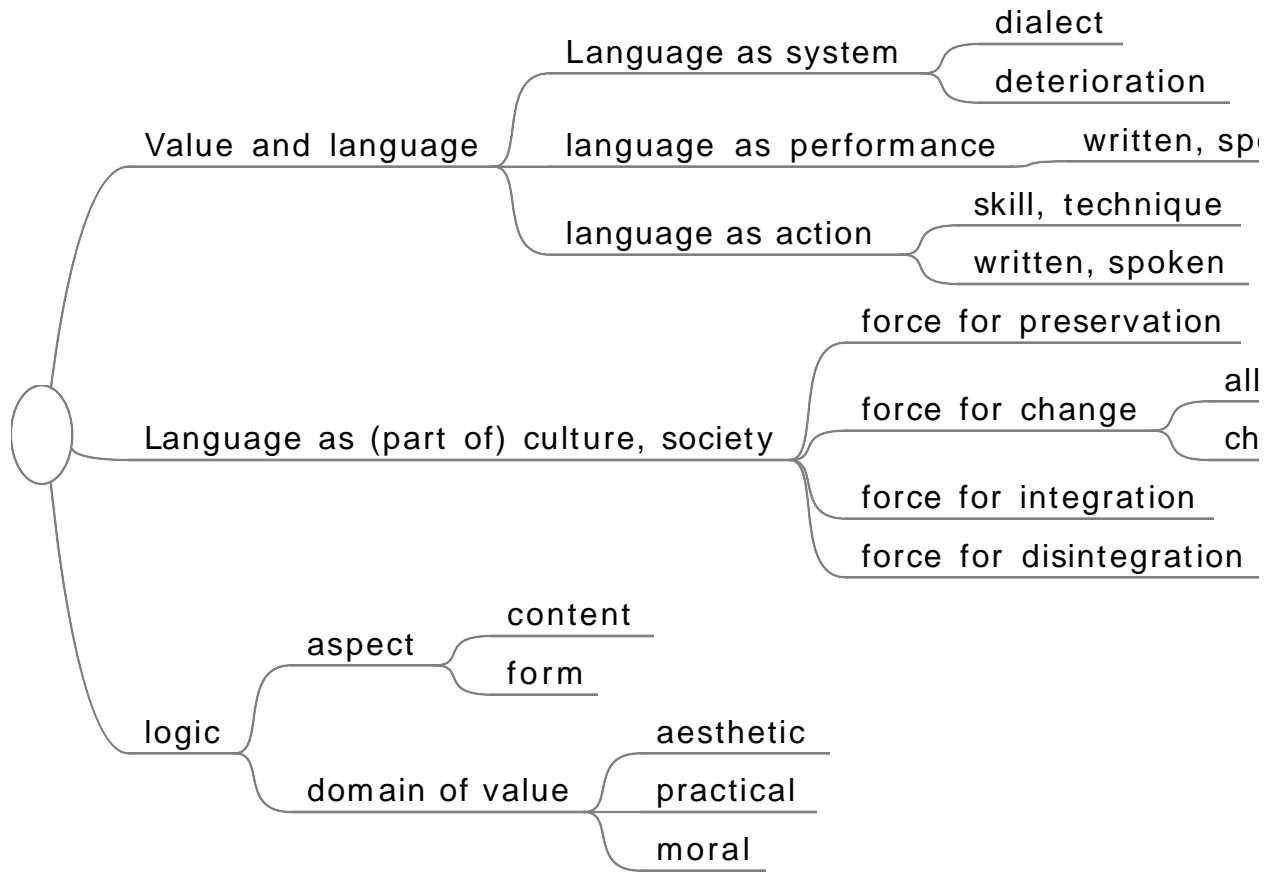 dialect
Language as system
deterioration
Value and language
language as performance
written,
skill, technique
language as action
written, spoken
force for preservation
force for change
Language as (part of) culture, society
force for integration
force for disintegration
content
aspect
form
logic
aesthetic
domain of value
practical
moral